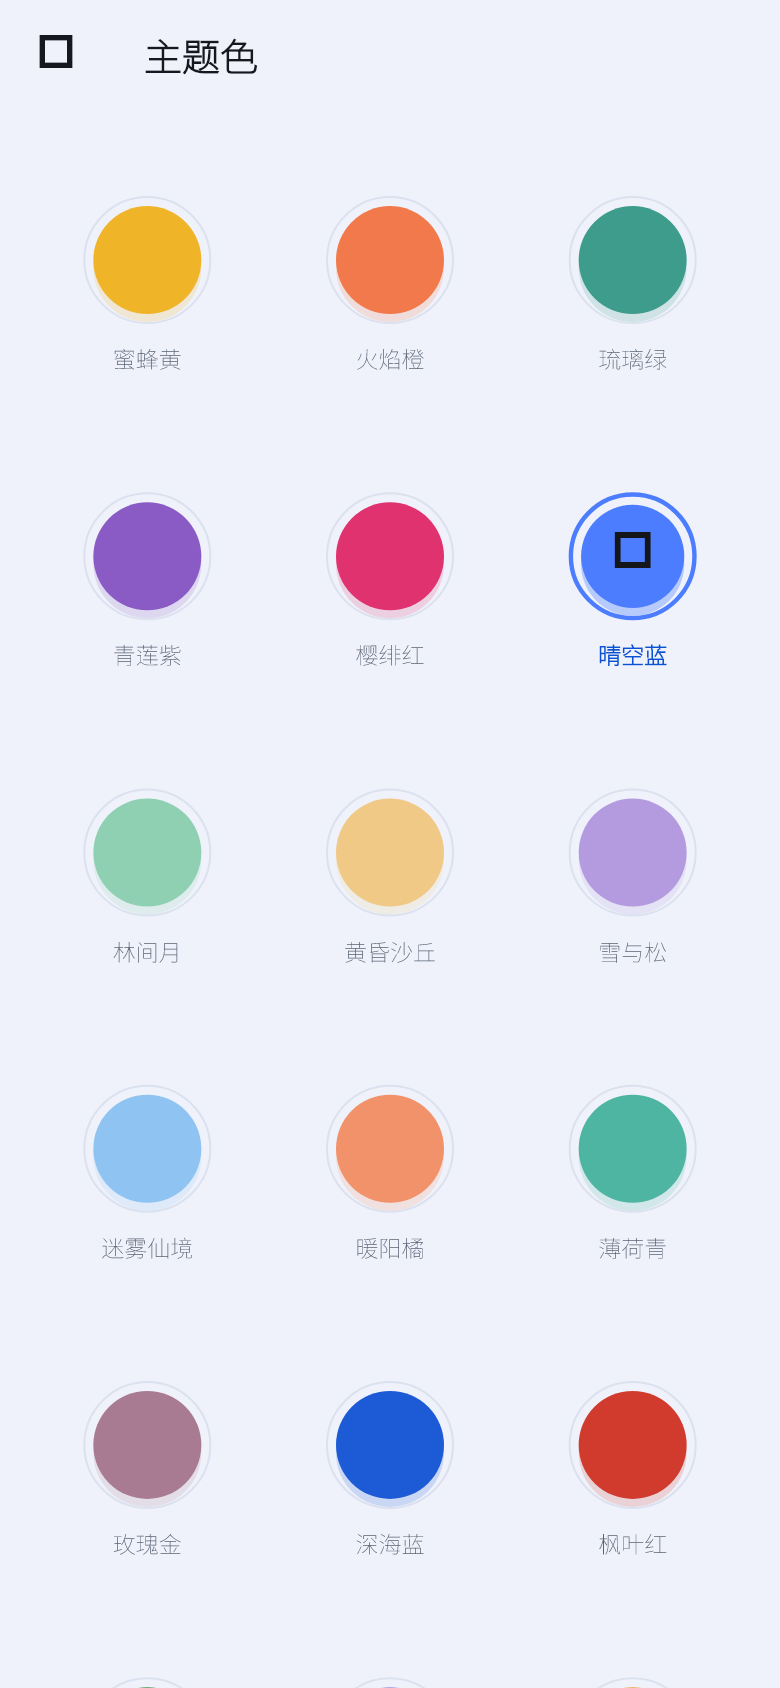 主题色
蜜蜂黄
火焰橙
琉璃绿
青莲紫
樱绯红
晴空蓝
林间月
黄昏沙丘
雪与松
迷雾仙境
暖阳橘
薄荷青
玫瑰金
深海蓝
枫叶红